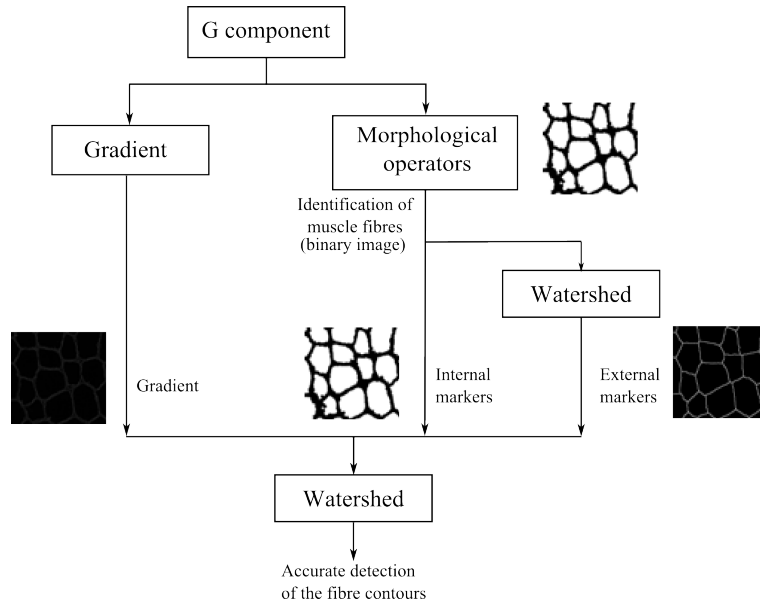 G component
Gradient
Morphological
operators
Identification of
muscle fibres
(binary image)
Watershed
Gradient
Internal
markers
External
markers
Watershed
Accurate detection
of the fibre contours